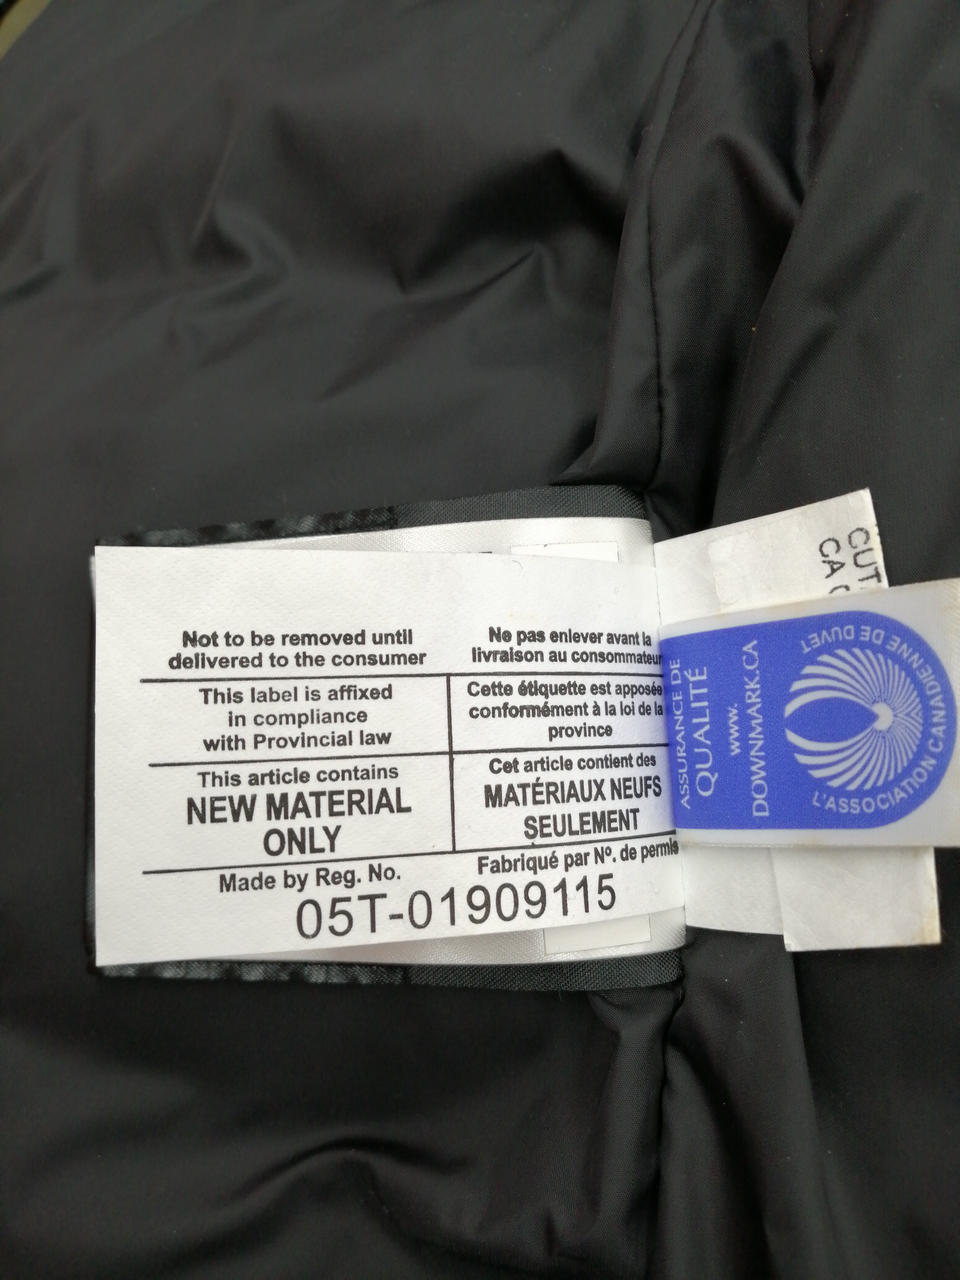 Not to be removed until
delivered to the consumer
Ne pas enlever avant la
livraison au consommateur
This label is affixed
in compliance
with Provincial law
Cette étiquette est apposée
conformément à la loi de la
province
This article contains
NEW MATERIAL
ONLY
Cet article contient des
MATÉRIAUX NEUFS
SEULEMENT
Made by Reg. No.
Fabriqué par Nº. de permis
05T-01909115
ASSURANCE DE
QUALITÉ
www.
DOWNMARK.CA
L'ASSOCIATION CANADIENNE DE DUVET
CUT
CA